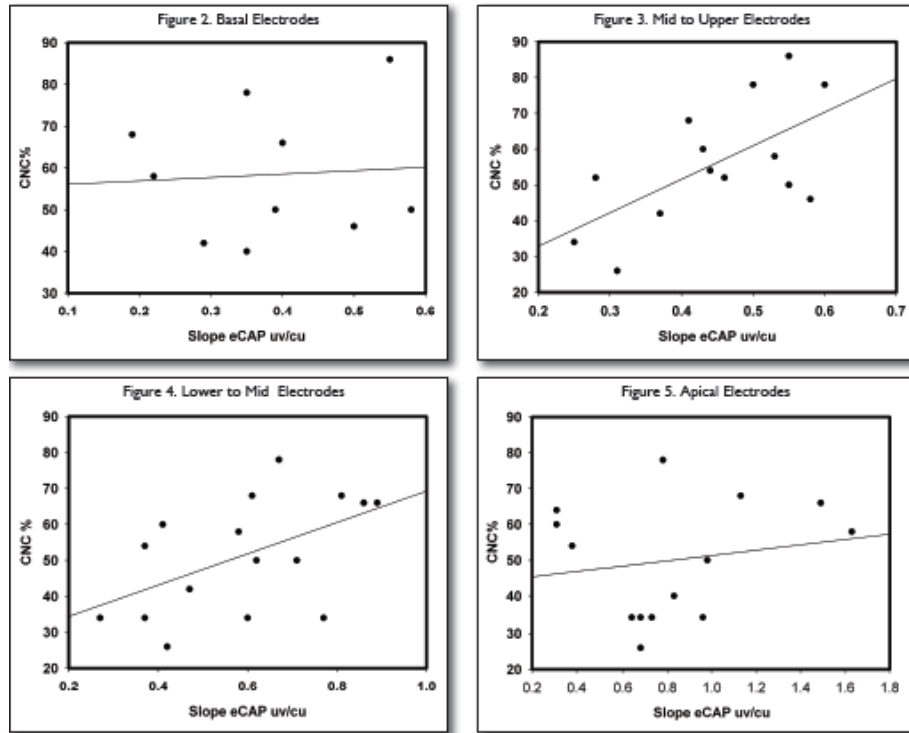 Figure 2. Basal Electrodes
90
80
70
60
50
40
30
CNC%
0.1 0.2 0.3 0.4 0.5 0.6
Slope eCAP uv/cu
Figure 3. Mid to Upper Electrodes
90
80
70
60
50
40
30
20
CNC %
0.2 0.3 0.4 0.5 0.6 0.7
Slope eCAP uv/cu
Figure 4. Lower to Mid Electrodes
90
80
70
60
50
40
30
20
CNC %
0.2 0.4 0.6 0.8 1.0
Slope eCAP uv/cu
Figure 5. Apical Electrodes
90
80
70
60
50
40
30
20
CNC%
0.2 0.4 0.6 0.8 1.0 1.2 1.4 1.6 1.8
Slope eCAP uv/cu